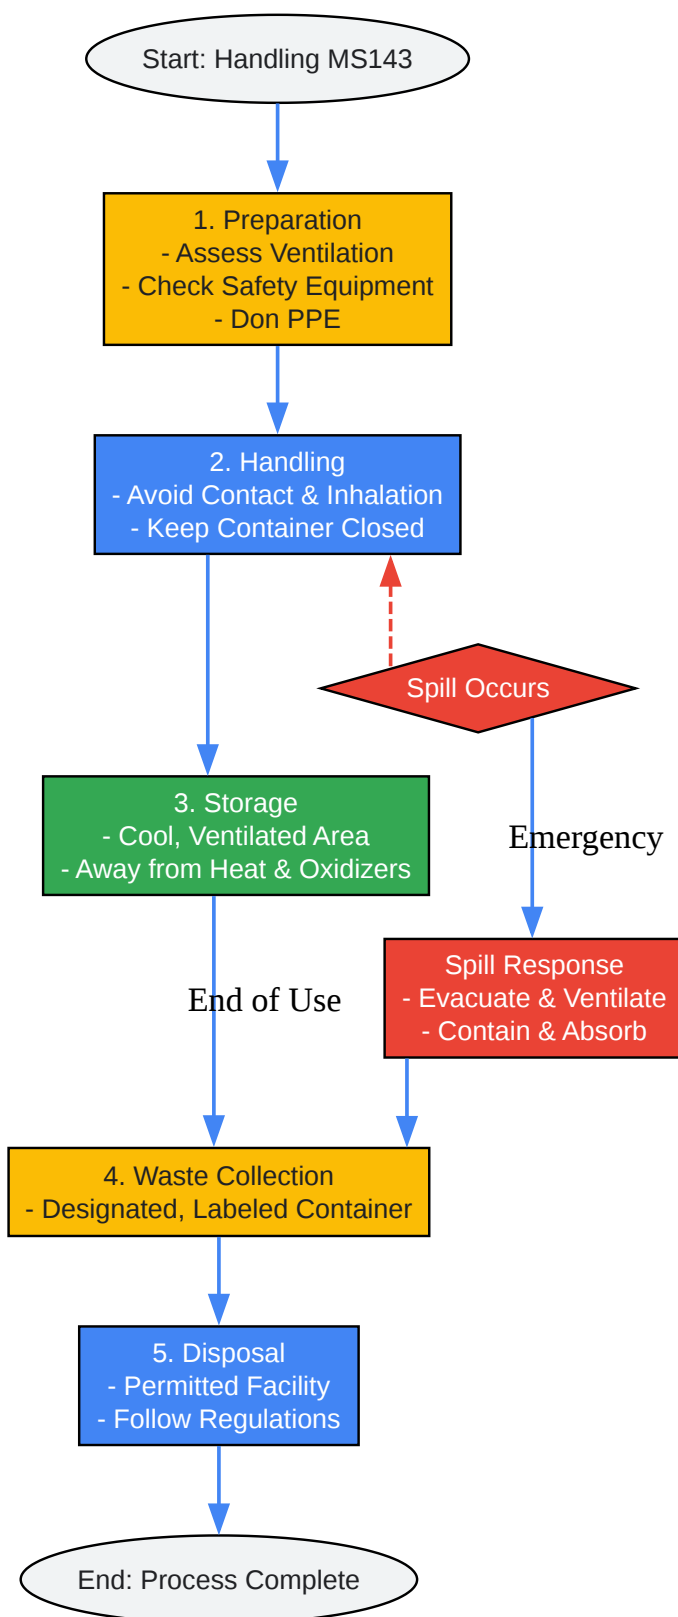 Start: Handling MS143
1. Preparation
- Assess Ventilation
- Check Safety Equipment
- Don PPE
2. Handling
- Avoid Contact & Inhalation
- Keep Container Closed
Spill Occurs
3. Storage
- Cool, Ventilated Area
- Away from Heat & Oxidizers
Emergency
Spill Response
- Evacuate & Ventilate
- Contain & Absorb
End of Use
4. Waste Collection
- Designated, Labeled Container
5. Disposal
- Permitted Facility
- Follow Regulations
End: Process Complete